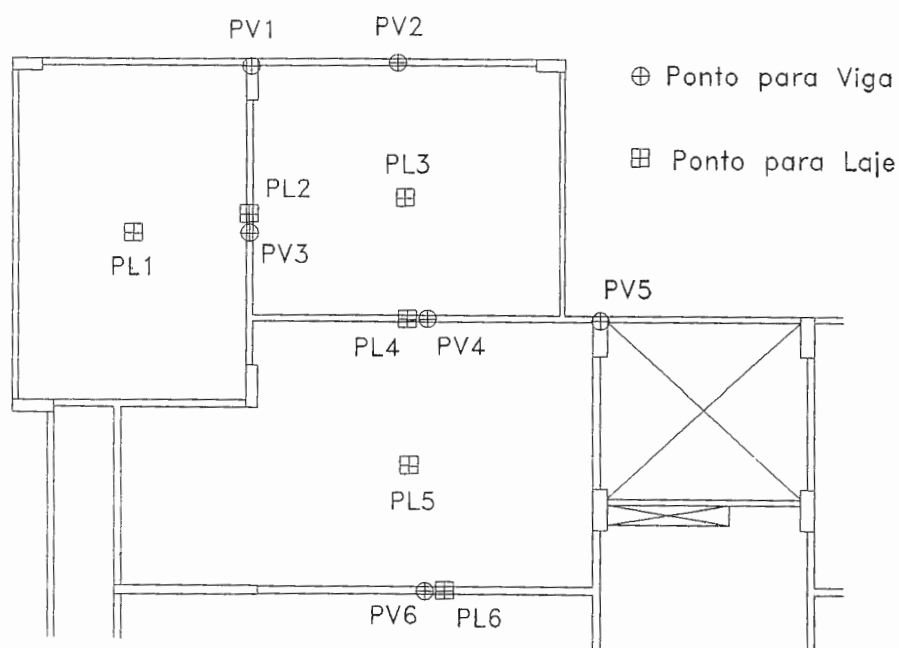 PV1
PV2
Ponto para Viga
Ponto para Laje
PL3
PL2
PL1
PV3
PV5
PL4
PV4
PL5
PV6
PL6